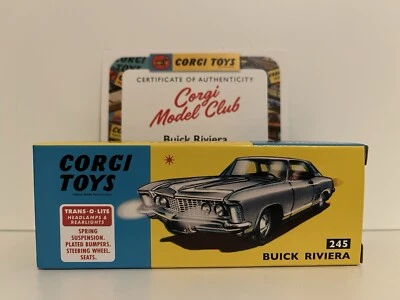 CORGI TOYS
CERTIFICATE OF AUTHENTICITY
Corgi
Model Club
Buick Riviera
CORGI
TOYS
TRANS-O-LITE
HEADLAMPS &
REARLIGHTS
SPRING
SUSPENSION.
PLATED BUMPERS.
STEERING WHEEL.
SEATS.
245
BUICK RIVIERA